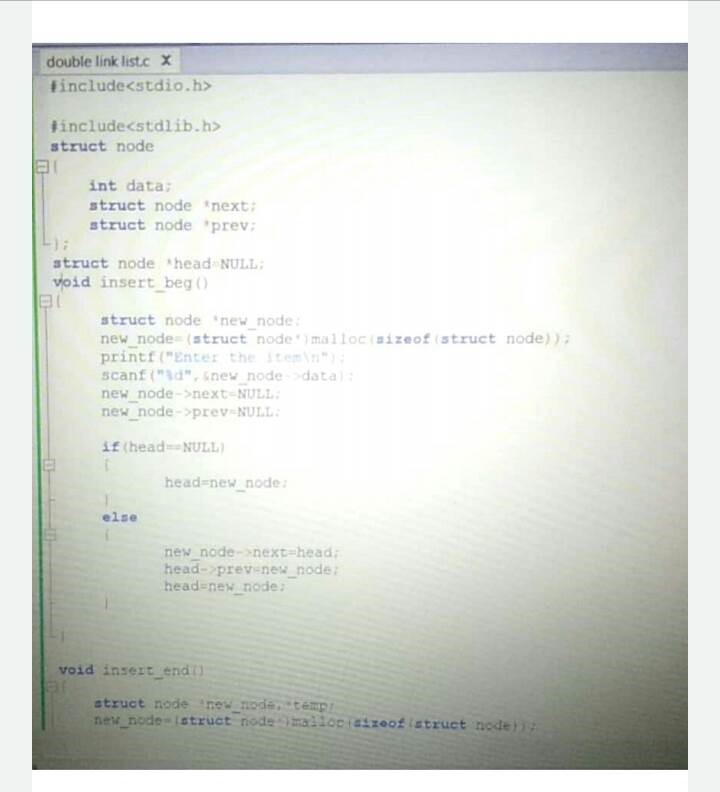 double link list.c X
#include<stdio.h>
#include<stdlib.h>
struct node
{
int data;
struct node *next;
struct node *prev;
};
struct node *head=NULL;
void insert_beg()
{
struct node *new_node;
new_node=(struct node*)malloc(sizeof(struct node));
printf("Enter the item\n");
scanf("%d",&new_node->data);
new_node->next=NULL;
new_node->prev=NULL;
if(head==NULL)
{
head=new_node;
}
else
{
new_node->next=head;
head->prev=new_node;
head=new_node;
}
}
void insert_end()
{
struct node *new_node,*temp;
new_node=(struct node*)malloc(sizeof(struct node));